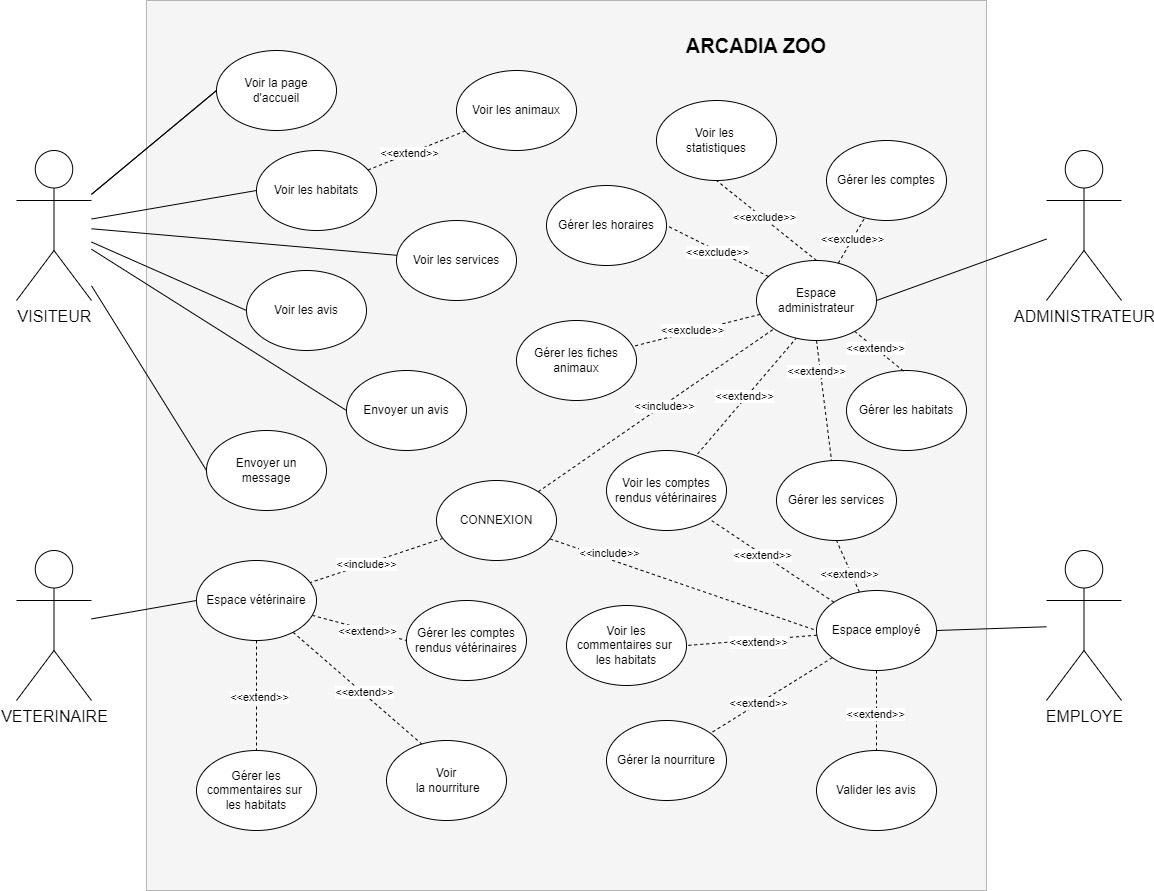 ARCADIA ZOO
Voir la page
d'accueil
Voir les animaux
<<extend>>
Voir les habitats
Voir les services
Voir les avis
Envoyer un avis
Envoyer un
message
VISITEUR
Voir les
statistiques
Gérer les comptes
Gérer les horaires
<<exclude>>
<<exclude>>
<<exclude>>
Espace
administrateur
ADMINISTRATEUR
Gérer les fiches
animaux
<<exclude>>
<<extend>>
<<extend>>
<<extend>>
<<include>>
Gérer les habitats
Voir les comptes
rendus vétérinaires
Gérer les services
CONNEXION
<<include>>
<<include>>
<<extend>>
<<extend>>
Espace vétérinaire
VETERINAIRE
<<extend>>
Gérer les comptes
rendus vétérinaires
<<extend>>
<<extend>>
Gérer les
commentaires sur
les habitats
Voir
la nourriture
Voir les
commentaires sur
les habitats
<<extend>>
Espace employé
EMPLOYE
<<extend>>
<<extend>>
Gérer la nourriture
Valider les avis